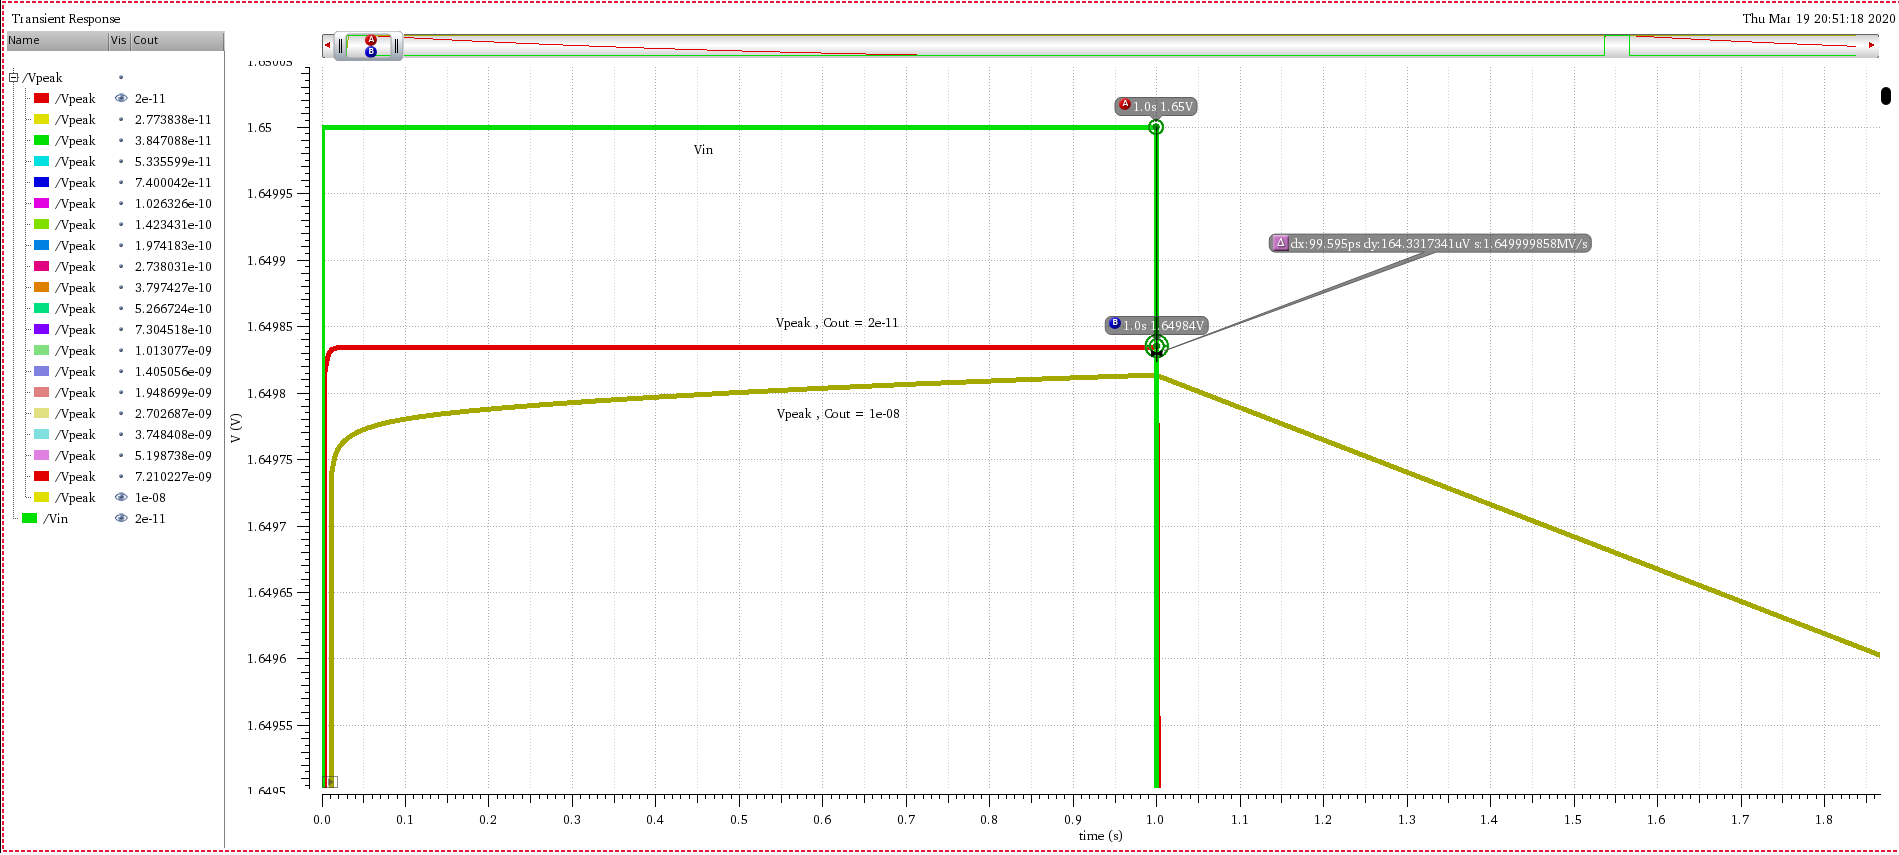 Transient Response
Thu Mar 19 20:51:18 2020
Name Vis Cout
/Vpeak
/Vpeak 2e-11
/Vpeak 2.773838e-11
/Vpeak 3.847088e-11
/Vpeak 5.335599e-11
/Vpeak 7.400042e-11
/Vpeak 1.026326e-10
/Vpeak 1.423431e-10
/Vpeak 1.974183e-10
/Vpeak 2.738031e-10
/Vpeak 3.797427e-10
/Vpeak 5.266724e-10
/Vpeak 7.304518e-10
/Vpeak 1.013077e-09
/Vpeak 1.405056e-09
/Vpeak 1.948699e-09
/Vpeak 2.702687e-09
/Vpeak 3.748408e-09
/Vpeak 5.198738e-09
/Vpeak 7.210227e-09
/Vpeak 1e-08
/Vin 2e-11
A
B
1.65005
1.65
1.64995
1.6499
1.64985
1.6498
1.64975
1.6497
1.64965
1.6496
1.64955
1.6495
V (V)
A 1.0s 1.65V
Vin
Δ dx:99.595ps dy:164.3317341uV s:1.649999858MV/s
Vpeak , Cout = 2e-11
B 1.0s 1.64984V
Vpeak , Cout = 1e-08
0.0 0.1 0.2 0.3 0.4 0.5 0.6 0.7 0.8 0.9 1.0 1.1 1.2 1.3 1.4 1.5 1.6 1.7 1.8
time (s)